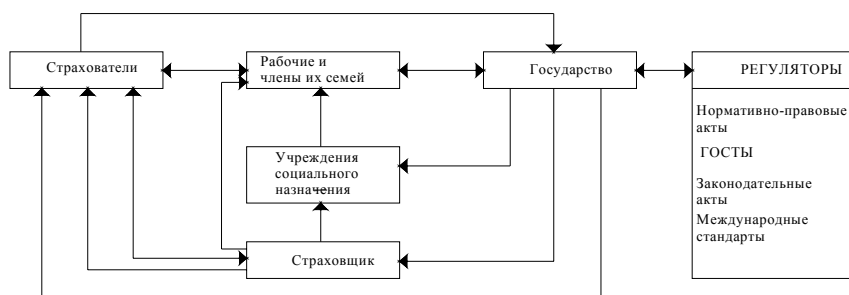 Страхователи
Рабочие и
члены их семей
Государство
РЕГУЛЯТОРЫ
Нормативно-правовые
акты
ГОСТЫ
Законодательные
акты
Международные
стандарты
Учреждения
социального
назначения
Страховщик